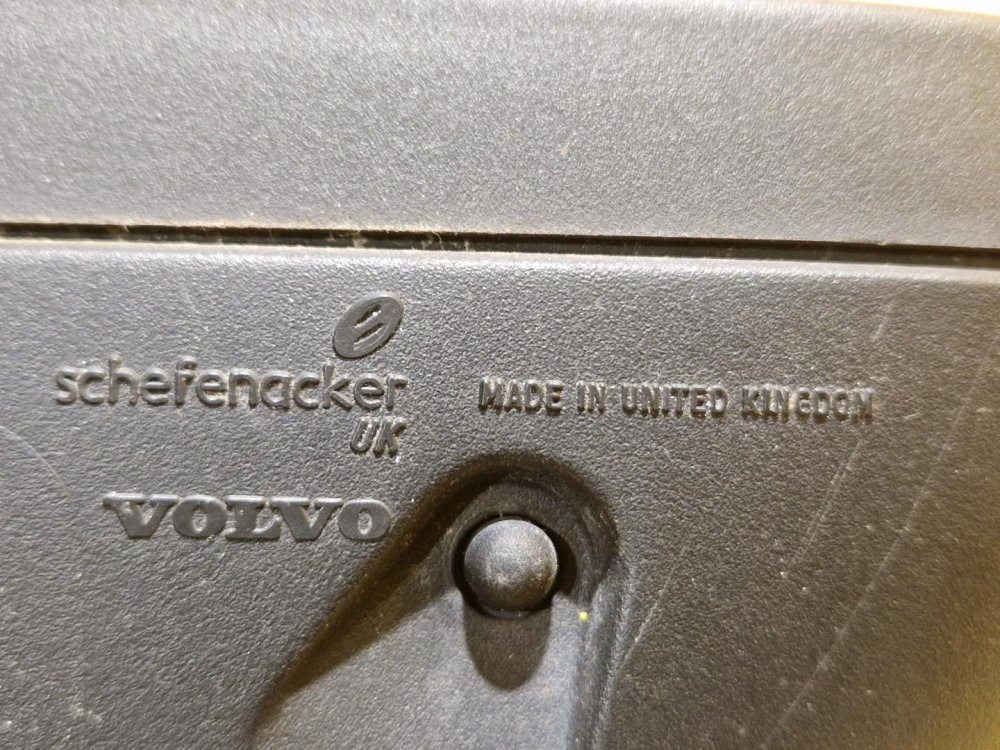 schefenacker
UK
MADE IN UNITED KINGDOM
VOLVO